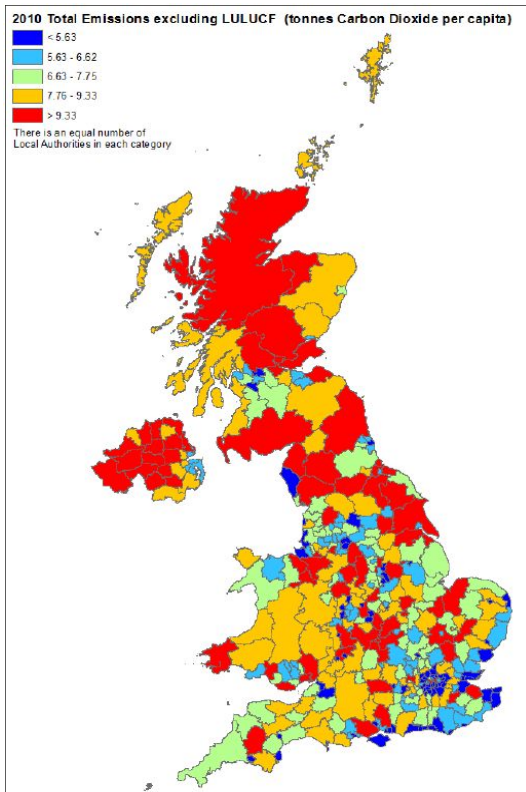 2010 Total Emissions excluding LULUCF  (tonnes Carbon Dioxide per capita)
< 5.63
5.63 - 6.62
6.63 - 7.75
7.76 - 9.33
> 9.33
There is an equal number of
Local Authorities in each category